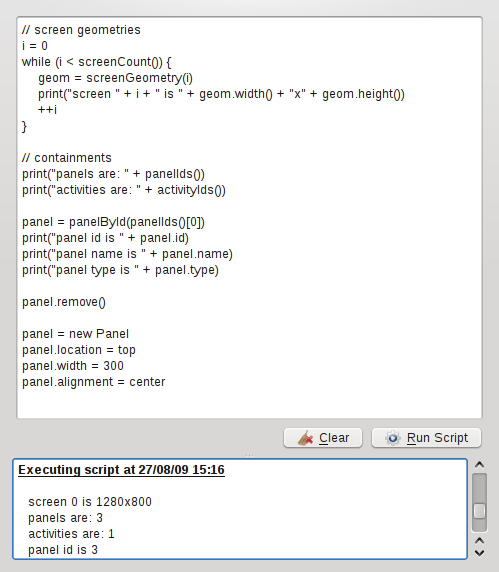 // screen geometries
i = 0
while (i < screenCount()) {
    geom = screenGeometry(i)
    print("screen " + i + " is " + geom.width() + "x" + geom.height())
    ++i
}

// containments
print("panels are: " + panelIds())
print("activities are: " + activityIds())

panel = panelById(panelIds()[0])
print("panel id is " + panel.id)
print("panel name is " + panel.name)
print("panel type is " + panel.type)

panel.remove()

panel = new Panel
panel.location = top
panel.width = 300
panel.alignment = center
Clear
Run Script
Executing script at 27/08/09 15:16
screen 0 is 1280x800
panels are: 3
activities are: 1
panel id is 3